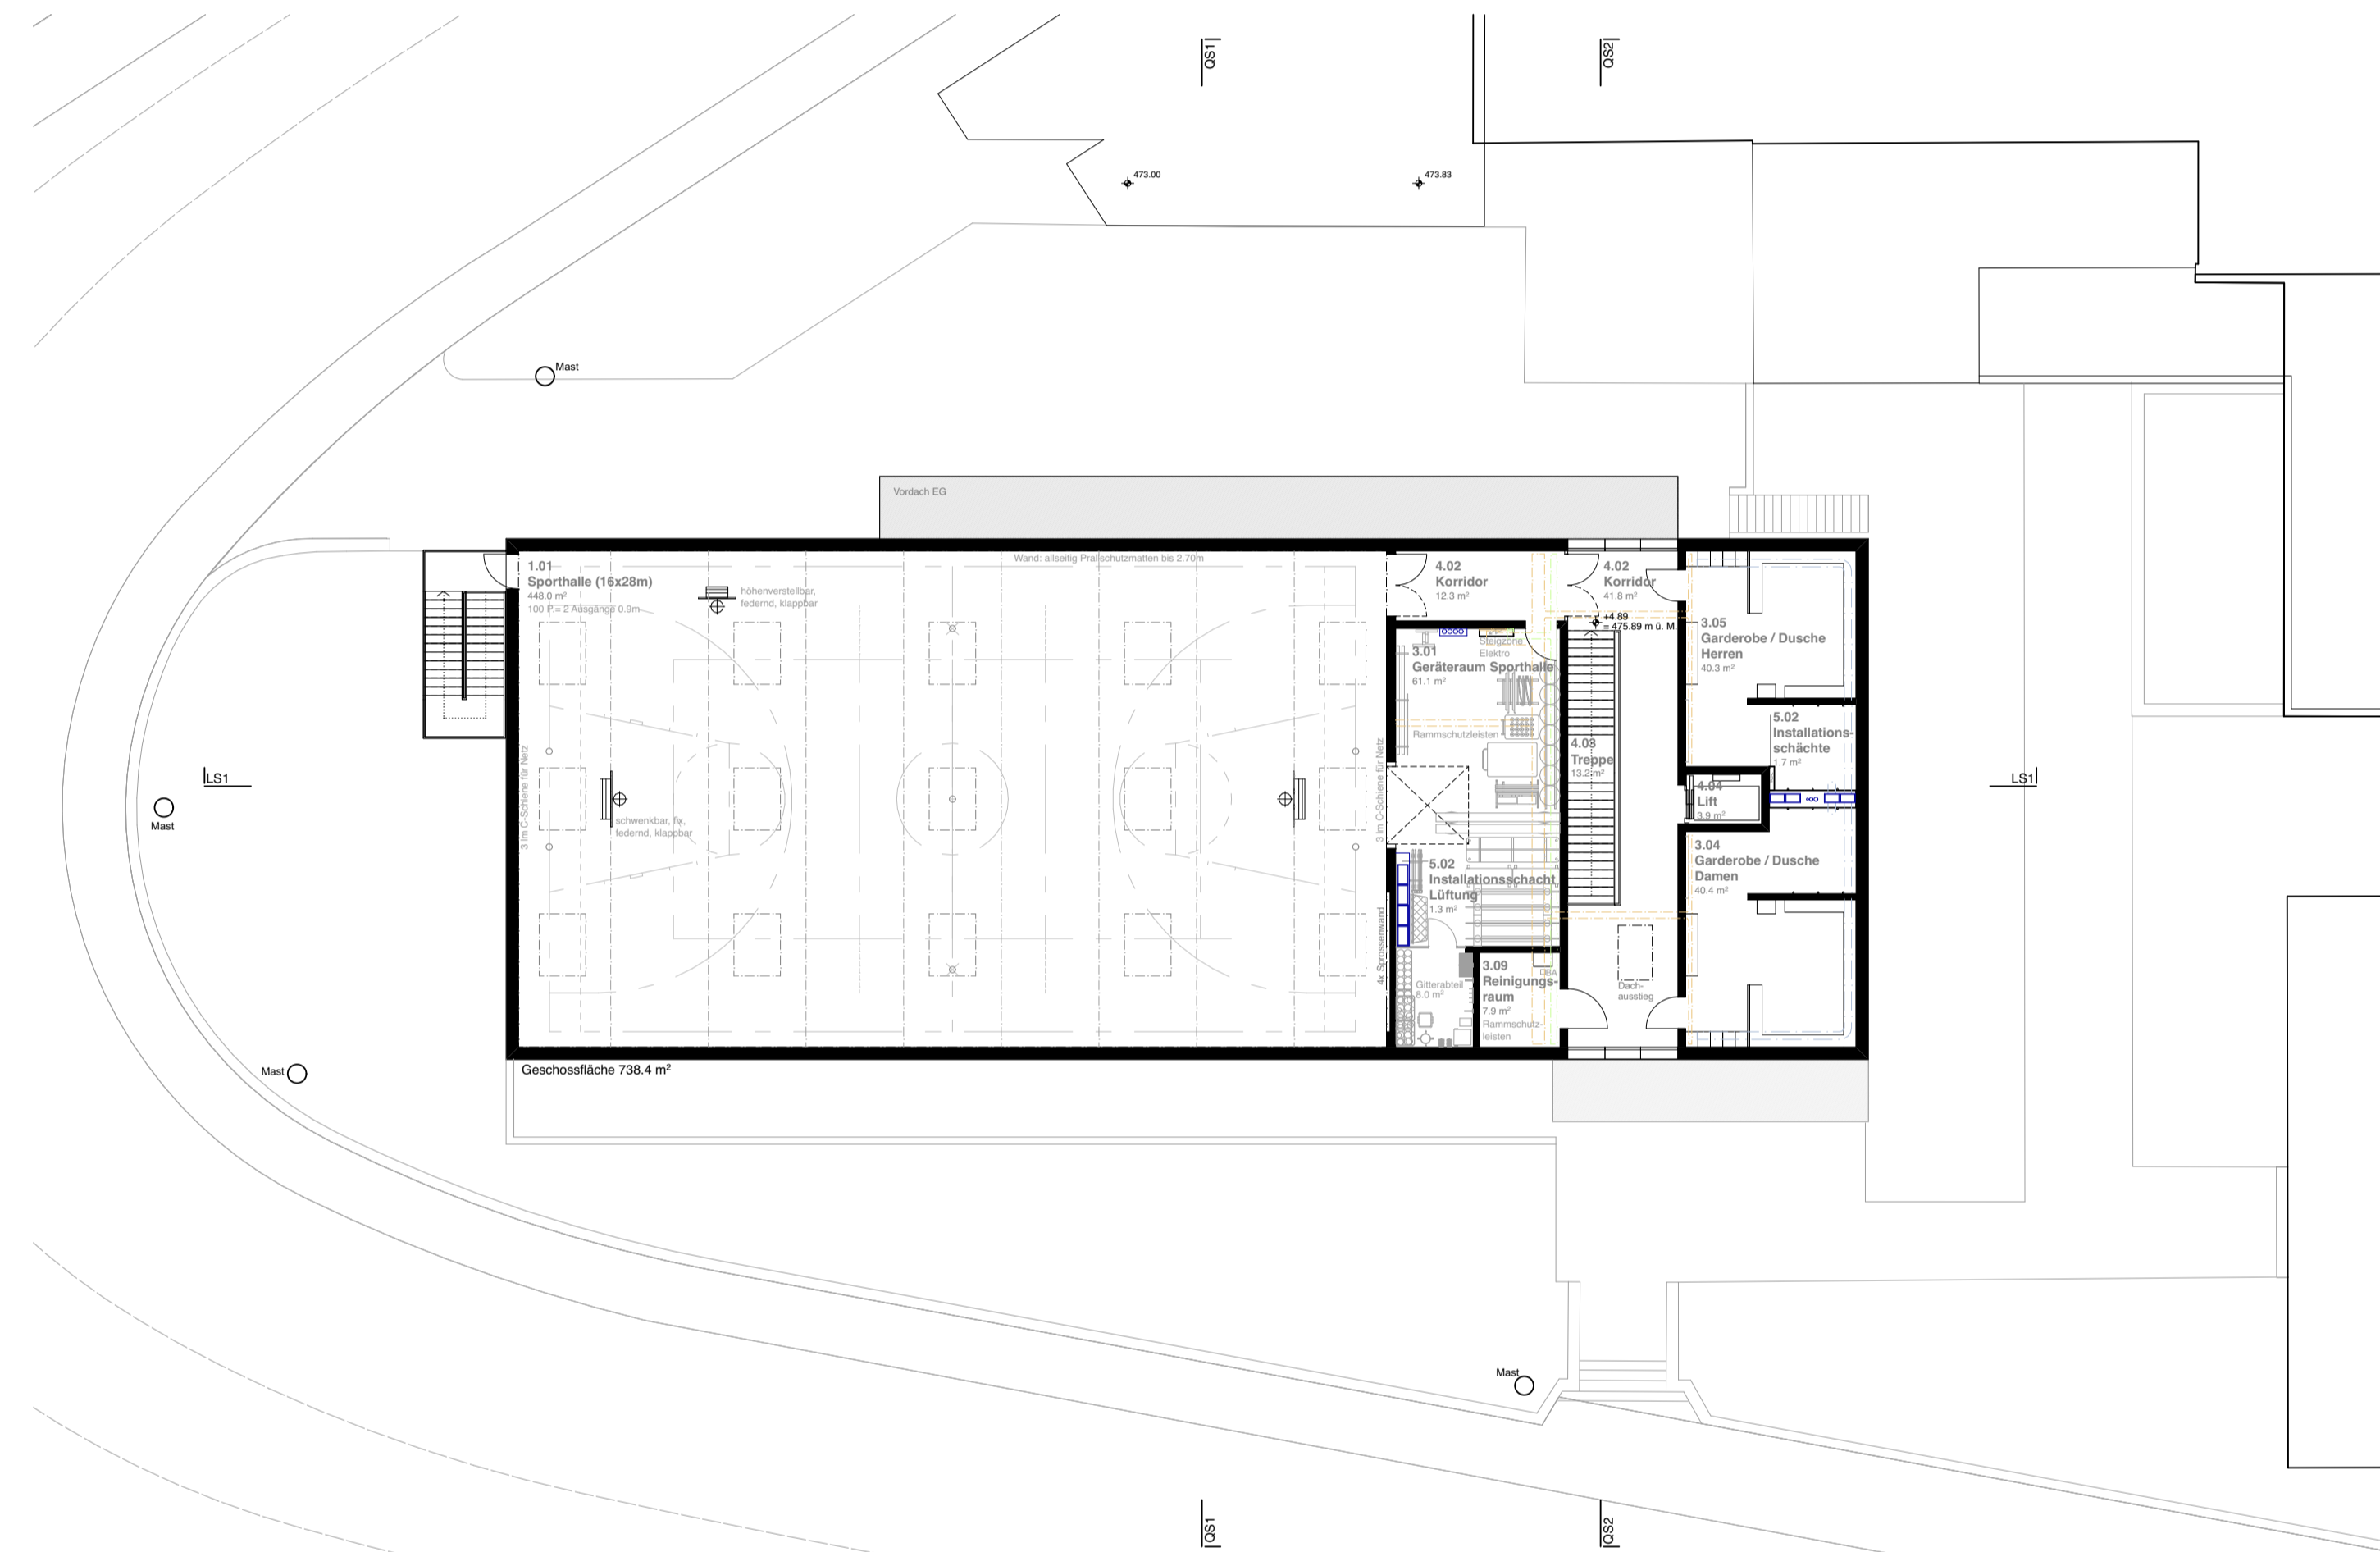 QS1
QS2
473.00
473.83
Mast
Vordach EG
1.01
Sporthalle (16x28m)
448.0 m²
100 P.= 2 Ausgänge 0.9m
höhenverstellbar,
federnd, klappbar
Wand: allseitig Prallschutzmatten bis 2.70m
4.02
Korridor
12.3 m²
4.02
Korridor
41.8 m²
+4.89
= 475.89 m ü. M.
3.05
Garderobe / Dusche
Herren
40.3 m²
Steigzone
Elektro
3.01
Geräteraum Sporthalle
61.1 m²
Rammschutzleisten
4.03
Treppe
13.2 m²
5.02
Installations-
schächte
1.7 m²
4.04
Lift
3.9 m²
3 lm C-Schiene für Netz
3 lm C-Schiene für Netz
LS1
LS1
Mast
schwenkbar, fix,
federnd, klappbar
3.04
Garderobe / Dusche
Damen
40.4 m²
5.02
Installationsschacht
Lüftung
1.3 m²
4x Sprossenwand
Gitterabteil
8.0 m²
3.09
Reinigungs-
raum
7.9 m²
Rammschutz-
leisten
DBA
Dach-
ausstieg
Mast
Geschossfläche 738.4 m²
Mast
QS1
QS2